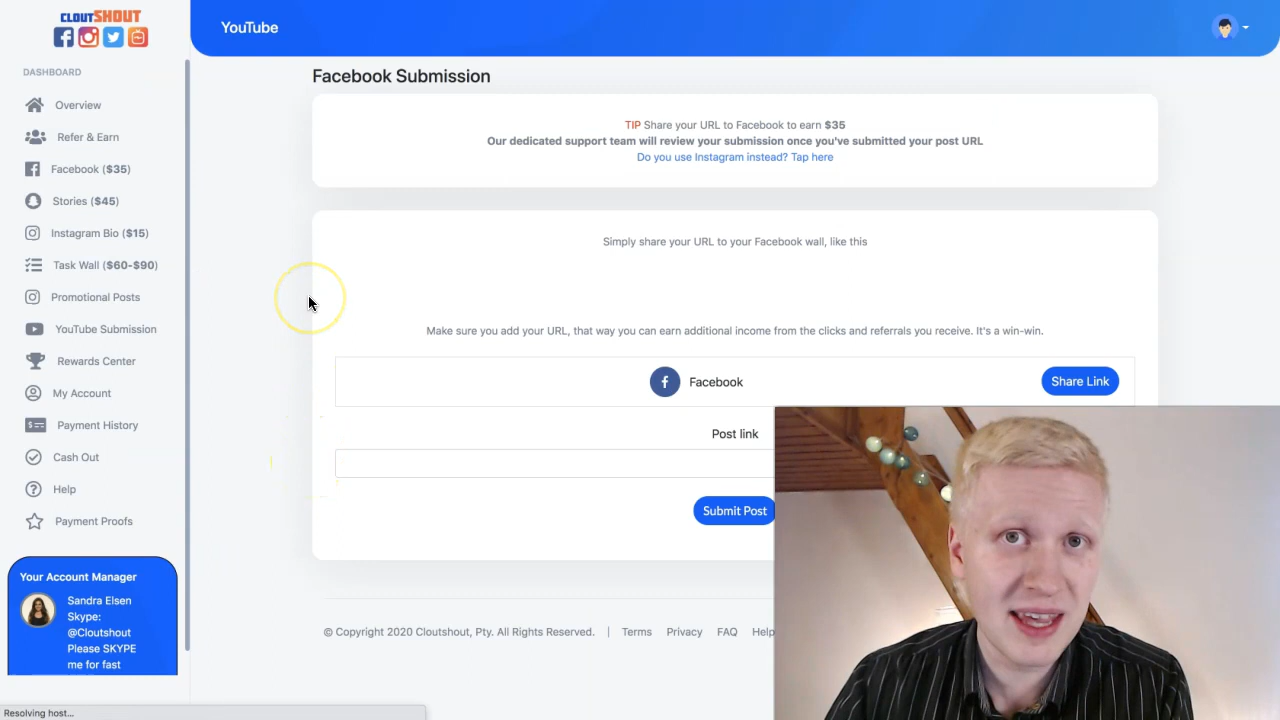 CLOUTSHOUT
DASHBOARD
Overview
Refer & Earn
Facebook ($35)
Stories ($45)
Instagram Bio ($15)
Task Wall ($60-$90)
Promotional Posts
YouTube Submission
Rewards Center
My Account
Payment History
Cash Out
Help
Payment Proofs
Your Account Manager
Sandra Elsen
Skype:
@Cloutshout
Please SKYPE
me for fast
Resolving host...
YouTube
Facebook Submission
TIP Share your URL to Facebook to earn $35
Our dedicated support team will review your submission once you've submitted your post URL
Do you use Instagram instead? Tap here
Simply share your URL to your Facebook wall, like this
Make sure you add your URL, that way you can earn additional income from the clicks and referrals you receive. It's a win-win.
Facebook
Share Link
Post link
Submit Post
© Copyright 2020 Cloutshout, Pty. All Rights Reserved. | Terms Privacy FAQ Help